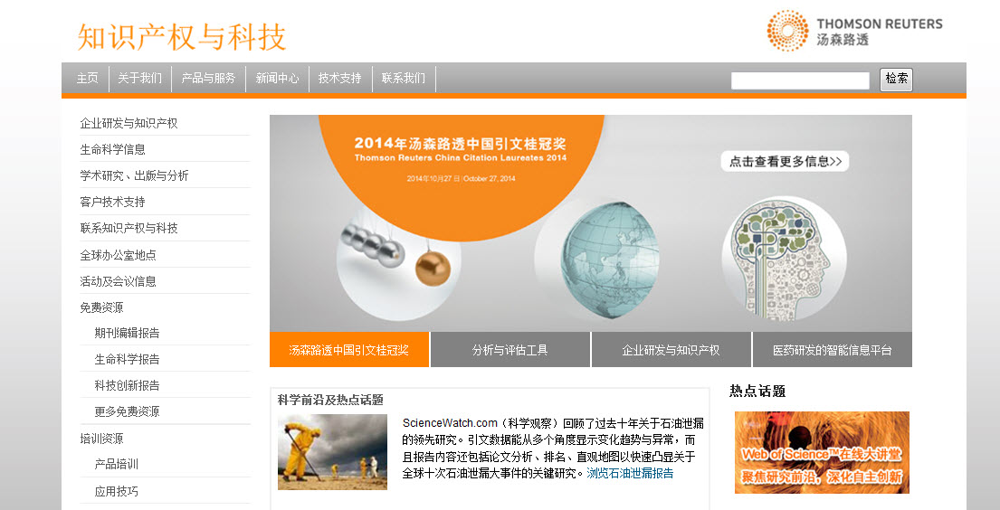 知识产权与科技
THOMSON REUTERS
汤森路透
主页 关于我们 产品与服务 新闻中心 技术支持 联系我们 检索
企业研发与知识产权
生命科学信息
学术研究、出版与分析
客户技术支持
联系知识产权与科技
全球办公室地点
活动及会议信息
免费资源
期刊编辑报告
生命科学报告
科技创新报告
更多免费资源
培训资源
产品培训
应用技巧
2014年汤森路透中国引文桂冠奖
Thomson Reuters China Citation Laureates 2014
2014年10月27日|October 27, 2014
点击查看更多信息>>
汤森路透中国引文桂冠奖 分析与评估工具 企业研发与知识产权 医药研发的智能信息平台
科学前沿及热点话题
ScienceWatch.com（科学观察）回顾了过去十年关于石油泄漏
的领先研究。引文数据能从多个角度显示变化趋势与异常，而
且报告内容还包括论文分析、排名、直观地图以快速凸显关于
全球十次石油泄漏大事件的关键研究。浏览石油泄漏报告
热点话题
Web of Science™在线大讲堂
聚焦研究前沿，深化自主创新